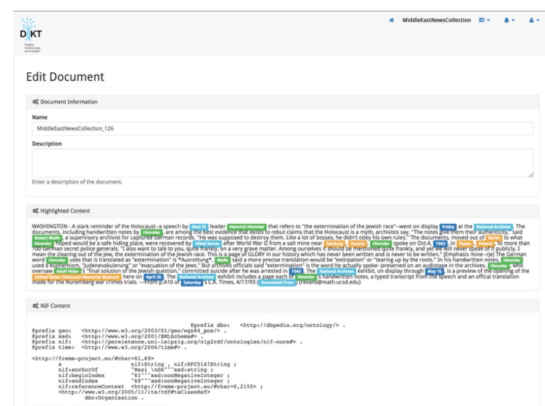 DKT
MiddleEastNewsCollection
Edit Document
Document Information
Name
MiddleEastNewsCollection_126
Description
Enter a description of the document.
Highlighted Content
WASHINGTON - A stark reminder of the Holocaust--a speech by Nazi SS leader Heinrich Himmler that refers to "the extermination of the Jewish race"--went on display Friday at the National Archives The
documents, including handwritten notes by Himmler are among the best evidence that exists to rebut claims that the Holocaust is a myth, archivists say. "The notes give them their authenticity," said
Robert Wolfe a supervisory archivist for captured German records. "He was supposed to destroy them. Like a lot of bosses, he didn't obey his own rules." The documents, moved out of Berlin to what
Himmler hoped would be a safe hiding place, were recovered by Allied forces after World War II from a salt mine near Salzburg Austria Himmler spoke on Oct.4, 1943 in Posen Poland to more than
100 German secret police generals. "I also want to talk to you, quite frankly, on a very grave matter. Among ourselves it should be mentioned quite frankly, and yet we will never speak of it publicly. I
mean the clearing out of the Jew, the extermination of the Jewish race. This is a page of GLORY in our history which has never been written and is never to be written." [Emphasis mine--rje] The German
word Himmler uses that is translated as "extermination" is *Ausrottung* Wolfe said a more precise translation would be "extirpation" or "tearing up by the roots." In his handwritten notes, Himmler
used a euphemism, "Judenevakuierung" or "evacuation of the Jews." But archives officials said "extermination" is the word he actually spoke--preserved on an audiotape in the archives. Himmler who
oversaw Adolf Hitler's "final solution of the Jewish question," committed suicide after he was arrested in 1945 The National Archives exhibit, on display through May 16 is a preview of the opening of the
United States Holocaust Memorial Museum here on April 26 The National Archives exhibit includes a page each of Himmler's handwritten notes, a typed transcript from the speech and an offical translation
made for the Nuremberg war crimes trials. ---From p.A10 of Saturday's L.A. Times, 4/17/93 Associated Press (revans@math.ucsd.edu)
NIF Content
@prefix dbo: <http://dbpedia.org/ontology/> .
@prefix geo: <http://www.w3.org/2003/01/geo/wgs84_pos/> .
@prefix xsd: <http://www.w3.org/2001/XMLSchema#> .
@prefix nif: <http://persistence.uni-leipzig.org/nlp2rdf/ontologies/nif-core#> .
@prefix time: <http://www.w3.org/2006/time#> .
<http://freme-project.eu/#char=61,69>
a nif:String , nif:RFC5147String ;
nif:anchorOf "Nazi \nSS"^^xsd:string ;
nif:beginIndex "61"^^xsd:nonNegativeInteger ;
nif:endIndex "69"^^xsd:nonNegativeInteger ;
nif:referenceContext <http://freme-project.eu/#char=0,2155> ;
<http://www.w3.org/2005/11/its/rdf#taClassRef>
dbo:Organisation .